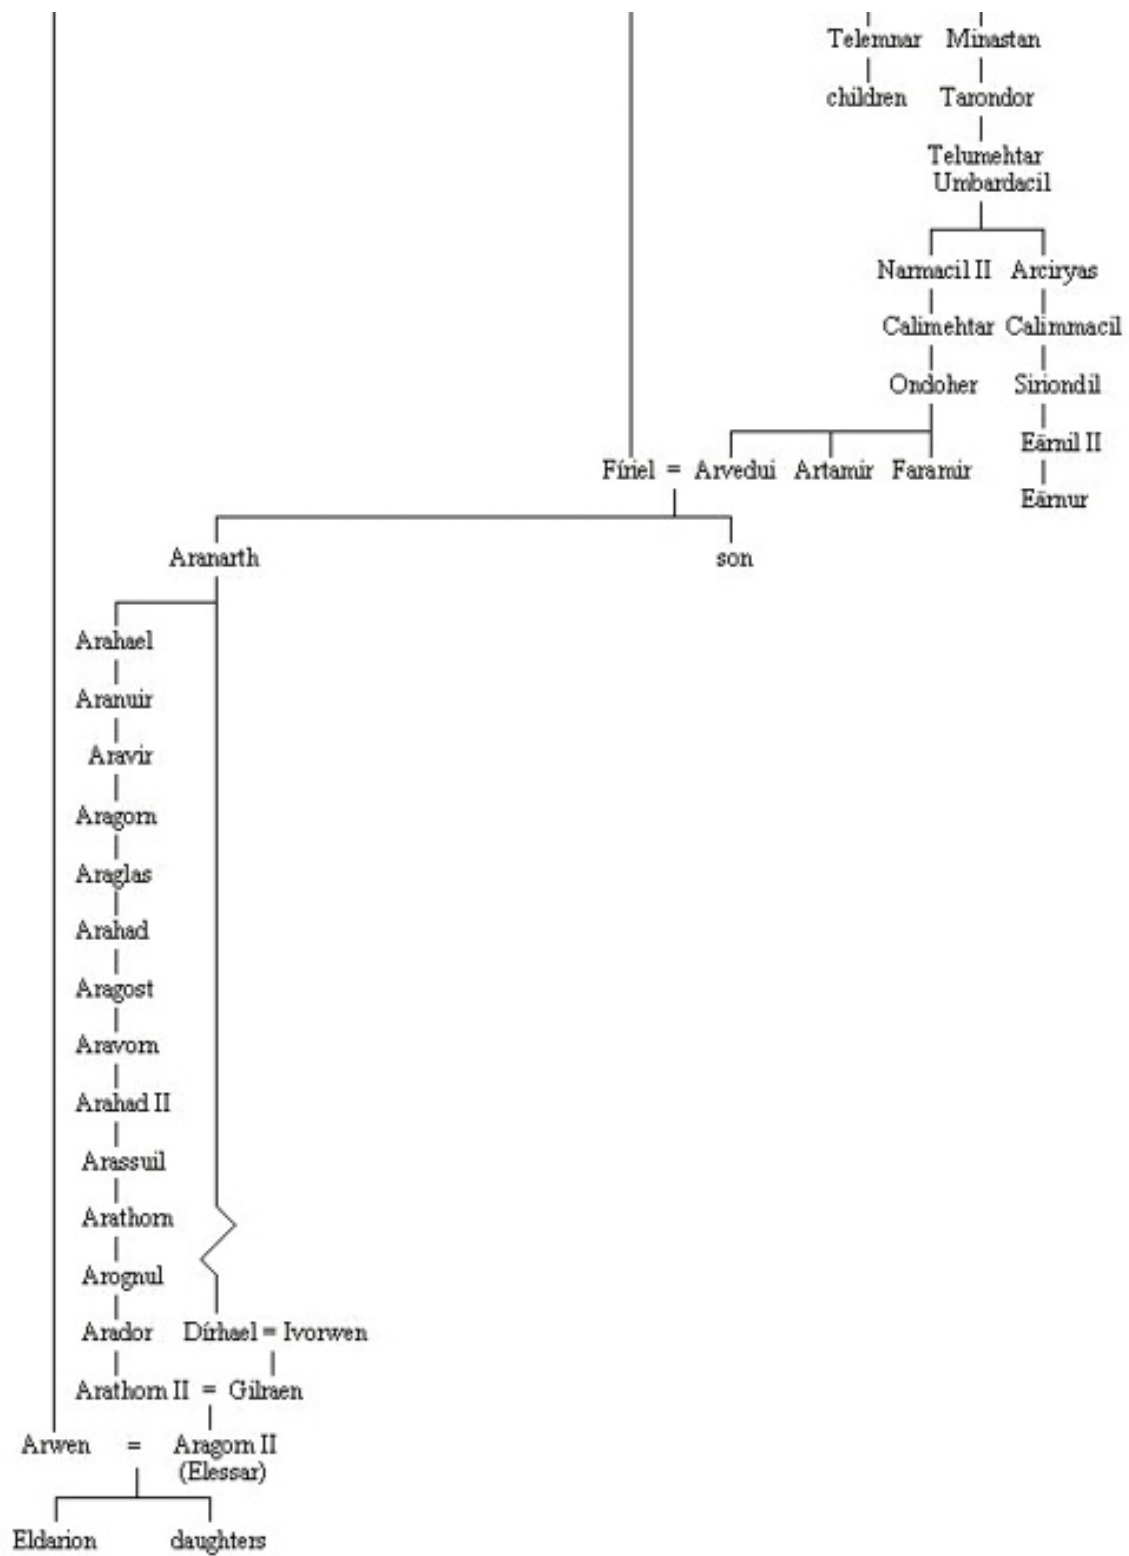 Telemnar Minastan
children Tarondor
Telumehtar
Umbardacil
Narmacil II Arciryas
Calimehtar Calimmacil
Ondoher Siriondil
Eärnil II
Fíriel = Arvedui Artamir Faramir
Eärnur
Aranarth son
Arahael
Aranuir
Aravir
Aragorn
Araglas
Arahad
Aragost
Aravorn
Arahad II
Arassuil
Arathorn
Arognul
Arador Dírhael = Ivorwen
Arathorn II = Gilraen
Arwen = Aragorn II
(Elessar)
Eldarion daughters